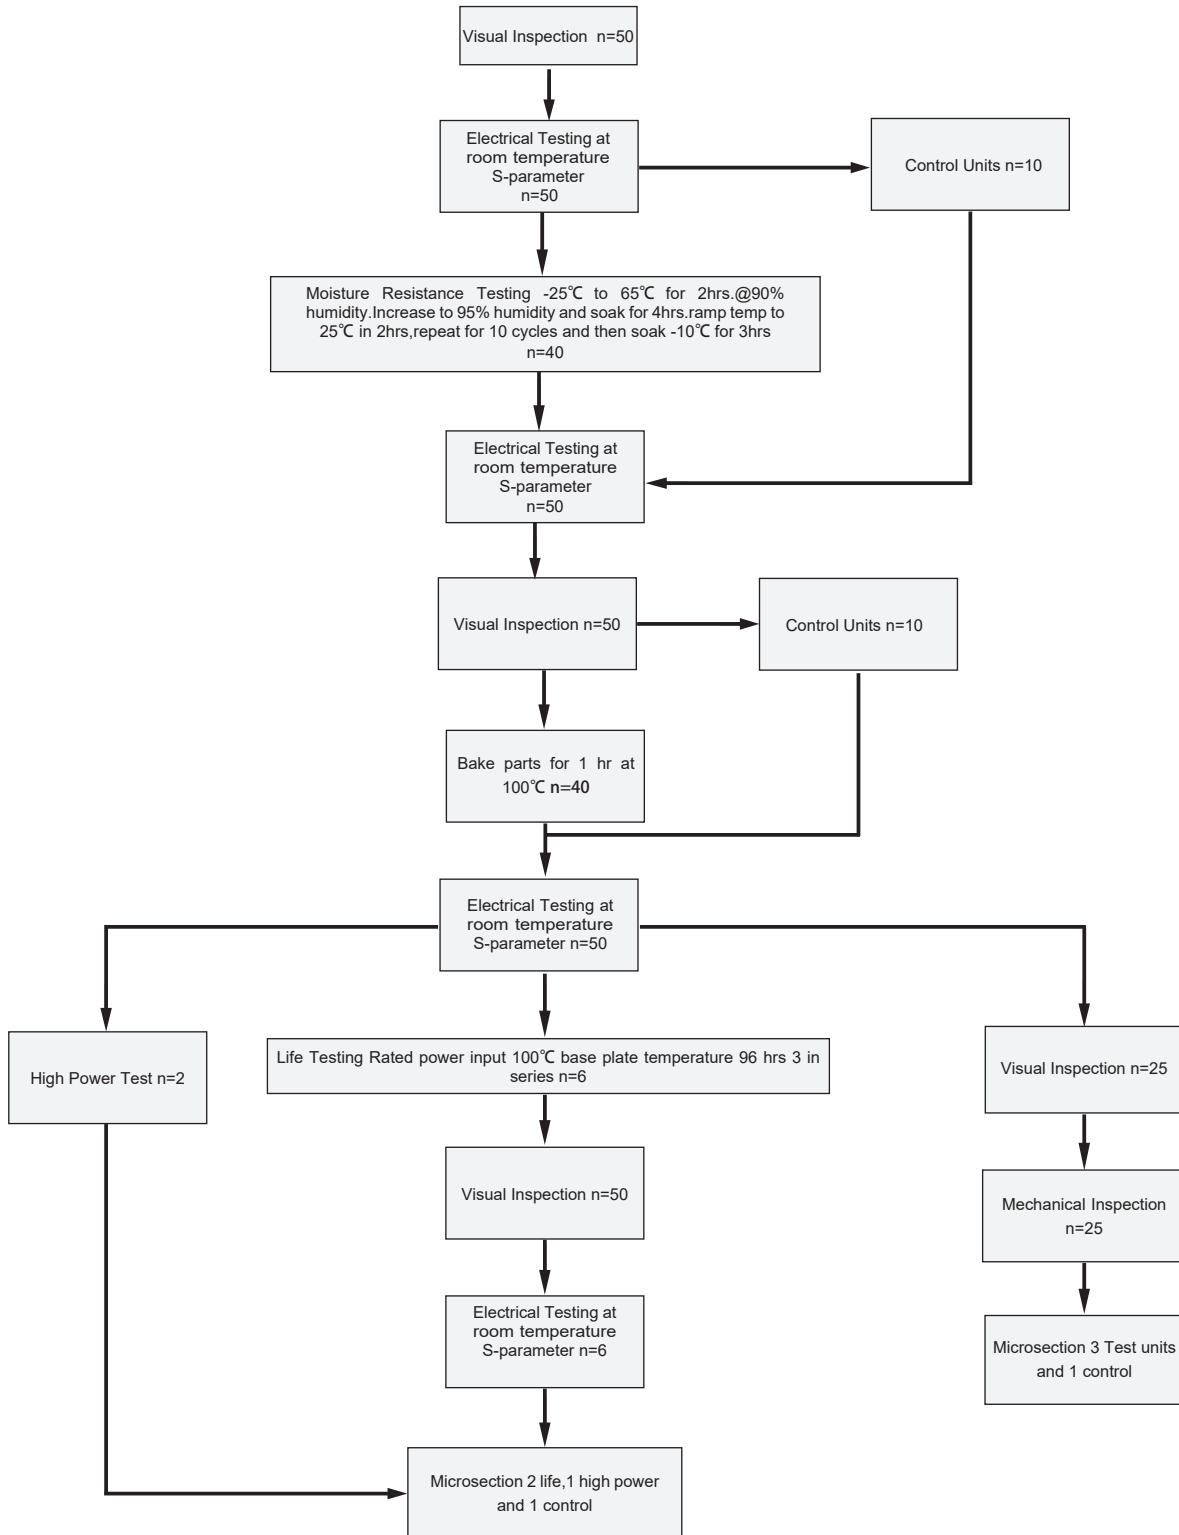 Visual Inspection n=50
Electrical Testing at
room temperature
S-parameter
n=50
Control Units n=10
Moisture Resistance Testing -25℃ to 65℃ for 2hrs.@90%
humidity.Increase to 95% humidity and soak for 4hrs.ramp temp to
25℃ in 2hrs,repeat for 10 cycles and then soak -10℃ for 3hrs
n=40
Electrical Testing at
room temperature
S-parameter
n=50
Visual Inspection n=50
Control Units n=10
Bake parts for 1 hr at
100℃ n=40
Electrical Testing at
room temperature
S-parameter n=50
High Power Test n=2
Life Testing Rated power input 100℃ base plate temperature 96 hrs 3 in
series n=6
Visual Inspection n=25
Visual Inspection n=50
Mechanical Inspection
n=25
Electrical Testing at
room temperature
S-parameter n=6
Microsection 3 Test units
and 1 control
Microsection 2 life,1 high power
and 1 control